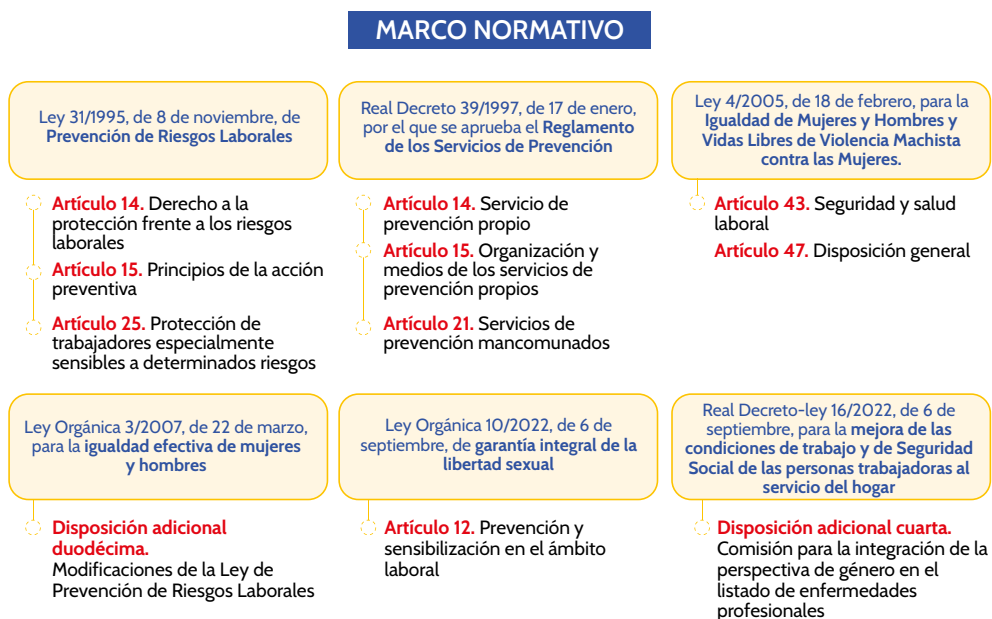 MARCO NORMATIVO
Ley 31/1995, de 8 de noviembre, de
Prevención de Riesgos Laborales
Artículo 14. Derecho a la
protección frente a los riesgos
laborales
Artículo 15. Principios de la acción
preventiva
Artículo 25. Protección de
trabajadores especialmente
sensibles a determinados riesgos
Real Decreto 39/1997, de 17 de enero,
por el que se aprueba el Reglamento
de los Servicios de Prevención
Artículo 14. Servicio de
prevención propio
Artículo 15. Organización y
medios de los servicios de
prevención propios
Artículo 21. Servicios de
prevención mancomunados
Ley 4/2005, de 18 de febrero, para la
Igualdad de Mujeres y Hombres y
Vidas Libres de Violencia Machista
contra las Mujeres.
Artículo 43. Seguridad y salud
laboral
Artículo 47. Disposición general
Ley Orgánica 3/2007, de 22 de marzo,
para la igualdad efectiva de mujeres
y hombres
Disposición adicional
duodécima.
Modificaciones de la Ley de
Prevención de Riesgos Laborales
Ley Orgánica 10/2022, de 6 de
septiembre, de garantía integral de la
libertad sexual
Artículo 12. Prevención y
sensibilización en el ámbito
laboral
Real Decreto-ley 16/2022, de 6 de
septiembre, para la mejora de las
condiciones de trabajo y de Seguridad
Social de las personas trabajadoras al
servicio del hogar
Disposición adicional cuarta.
Comisión para la integración de la
perspectiva de género en el
listado de enfermedades
profesionales